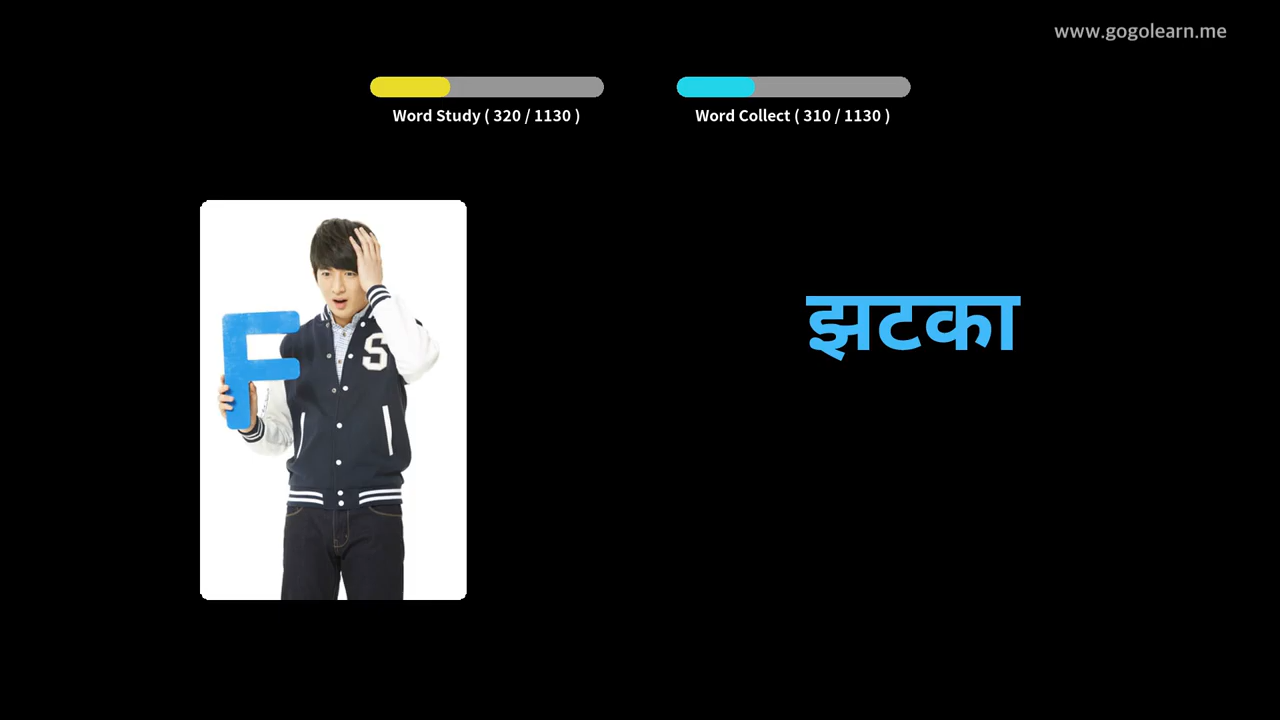 www.gogolearn.me
Word Study ( 320 / 1130 )
Word Collect ( 310 / 1130 )
F
S
झटका